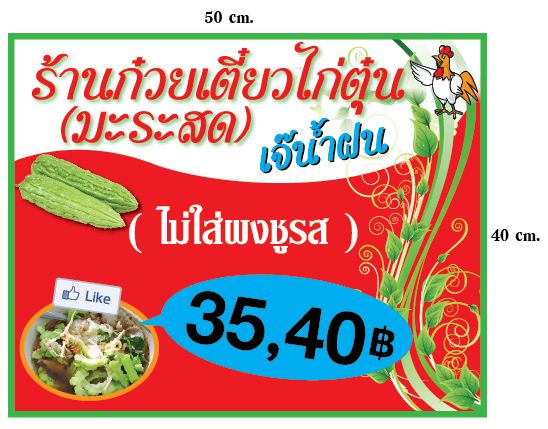 50 cm.
ร้านก๋วยเตี๋ยวไก่ตุ๋น
(มะระสด)
เจ๊น้ำฝน
( ไม่ใส่ผงชูรส )
40 cm.
Like
35,40฿